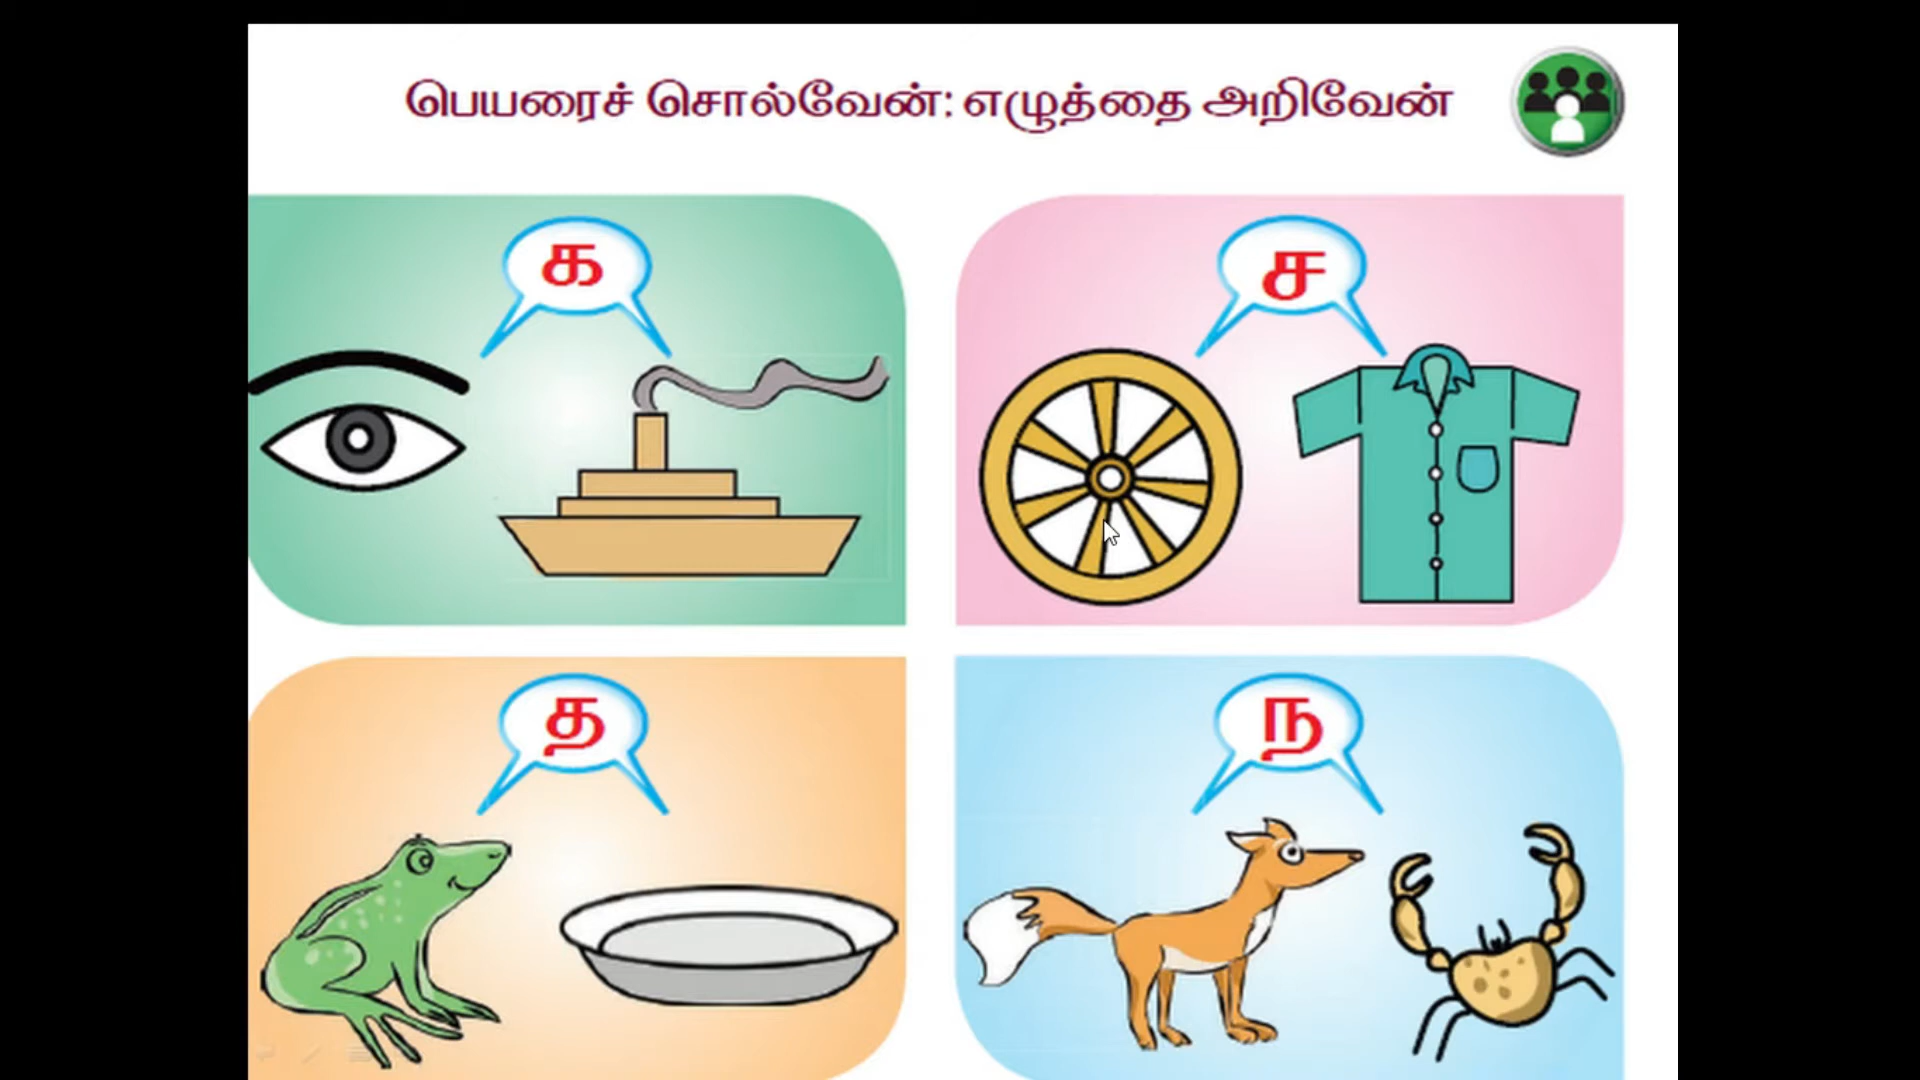 பெயரைச் சொல்வேன்: எழுத்தை அறிவேன்
க
ச
த
ந